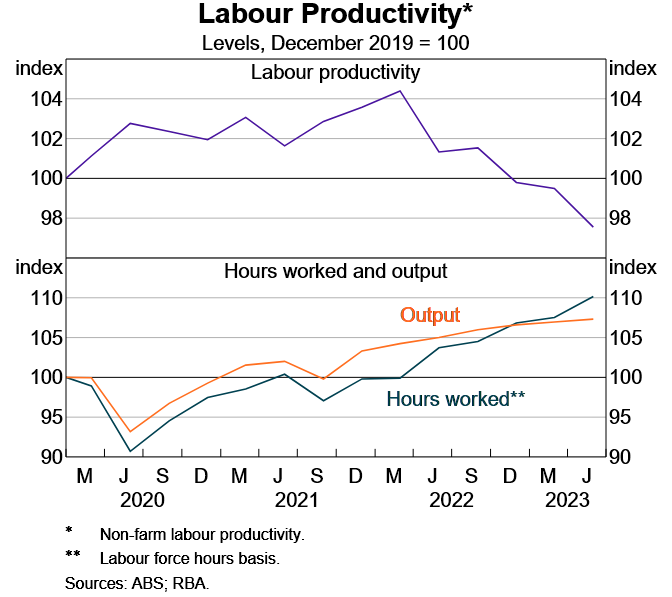 Labour Productivity*
Levels, December 2019 = 100
index index
Labour productivity
104 104
102 102
100 100
98 98
index index
Hours worked and output
110 110
Output
105 105
100 100
Hours worked**
95 95
90 90
M J S D M J S D M J S D M J
2020 2021 2022 2023
* Non-farm labour productivity.
** Labour force hours basis.
Sources: ABS; RBA.